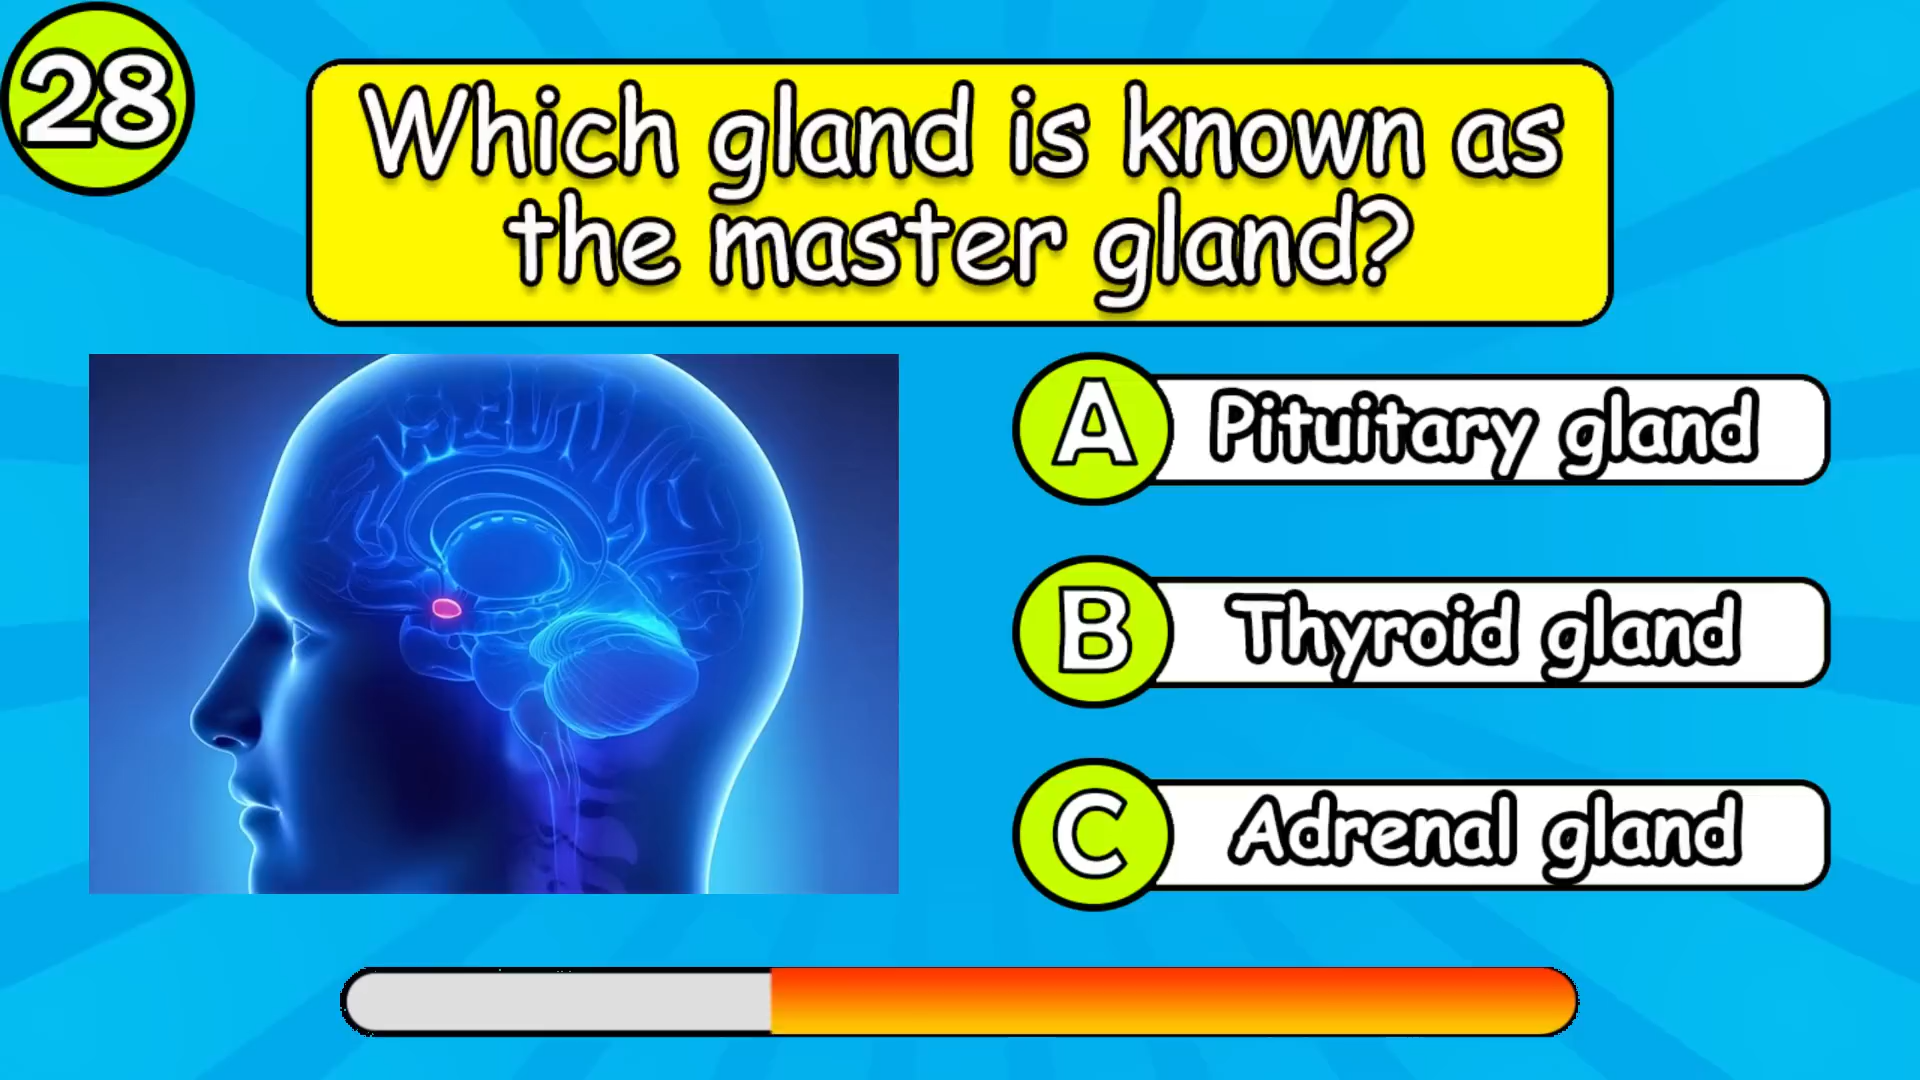 28
Which gland is known as
the master gland?
A Pituitary gland
B Thyroid gland
C Adrenal gland